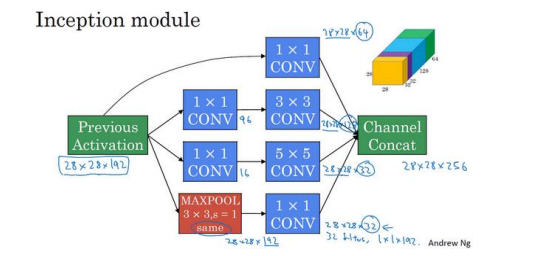 Inception module
28×28×64
1 × 1
CONV
64
28
128
28
32
32
1 × 1
CONV
96
3 × 3
CONV
28×28×128
Previous
Activation
28×28×192
Channel
Concat
28×28×256
1 × 1
CONV
16
5 × 5
CONV
28×28×32
MAXPOOL
3 × 3,s = 1
same
28×28×192
1 × 1
CONV
28×28×32
32 filters, 1×1×192.
Andrew Ng